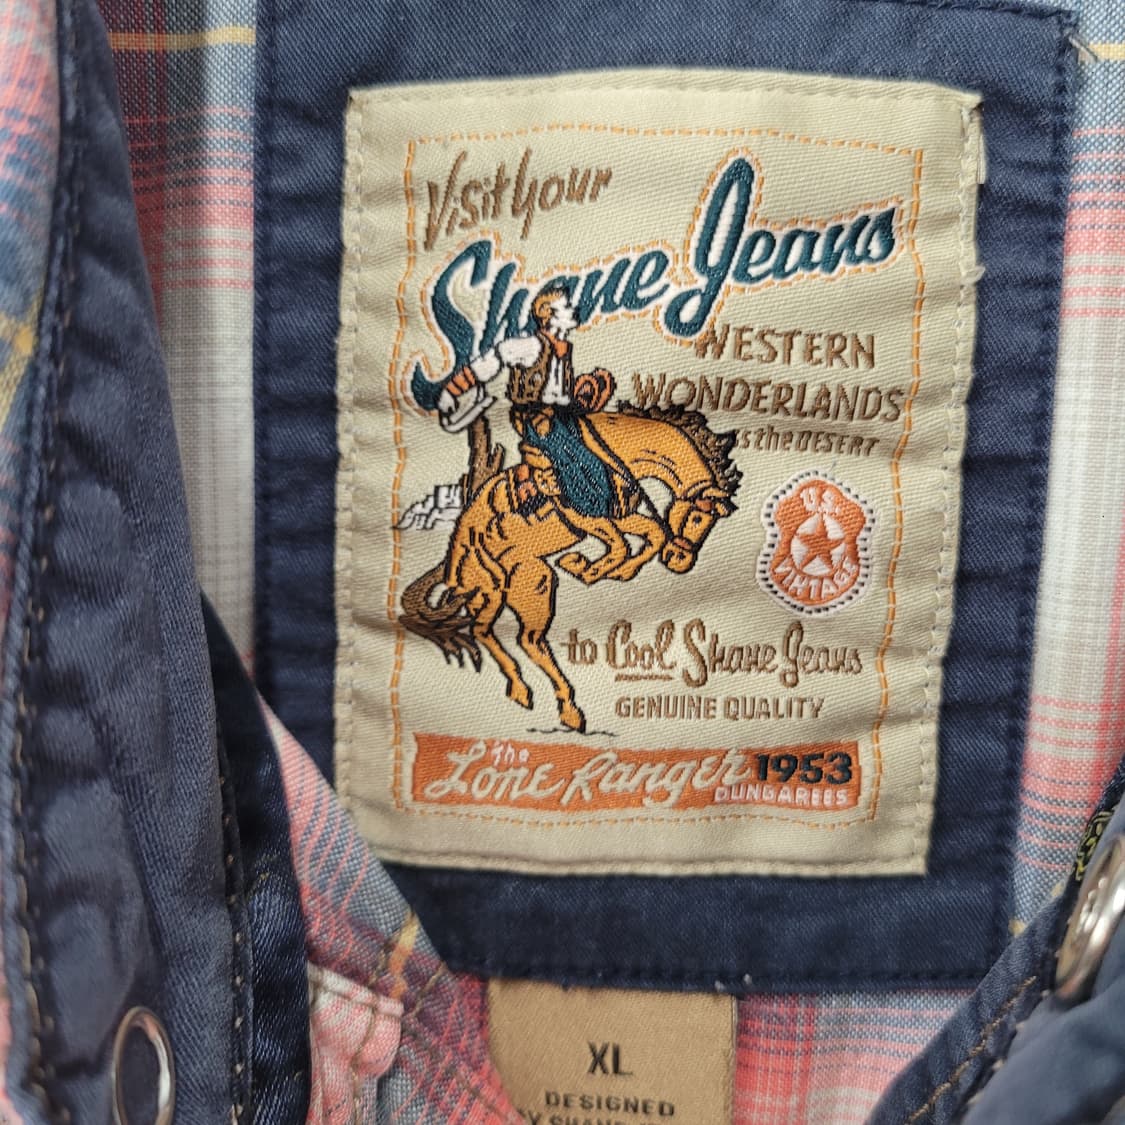 Visit your
Shane Jeans
WESTERN
WONDERLANDS
the DESERT
U.S.
VINTAGE
to Cool Shane Jeans
GENUINE QUALITY
The
Lone Ranger 1953
DUNGAREES
XL
DESIGNED